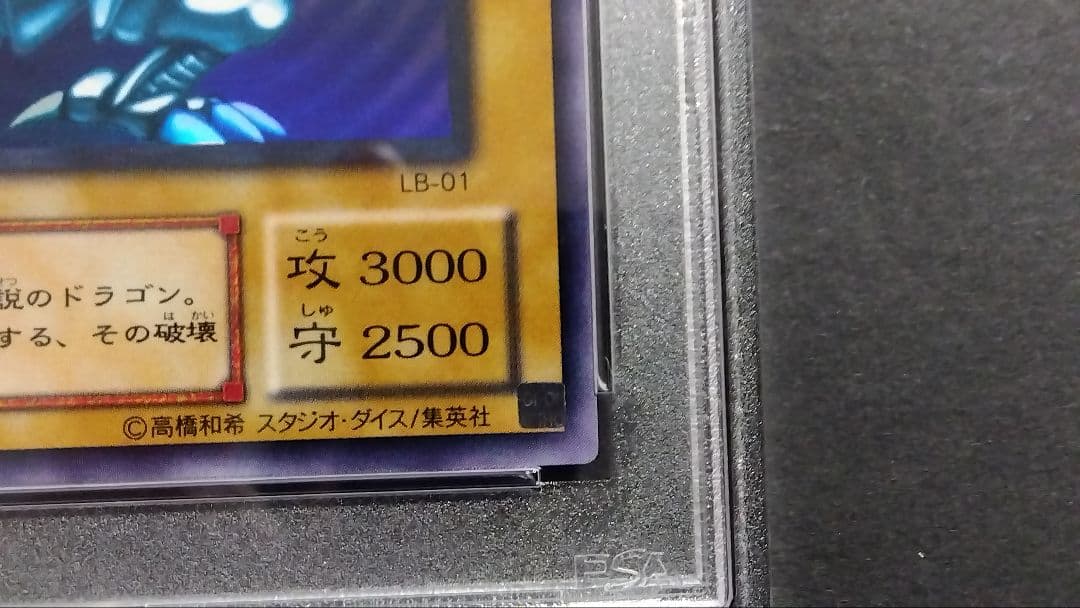 LB-01
こう
攻 3000
しゅ
守 2500
説のドラゴン。
は かい
する、その破壊
©高橋和希 スタジオ・ダイス/集英社
PSA